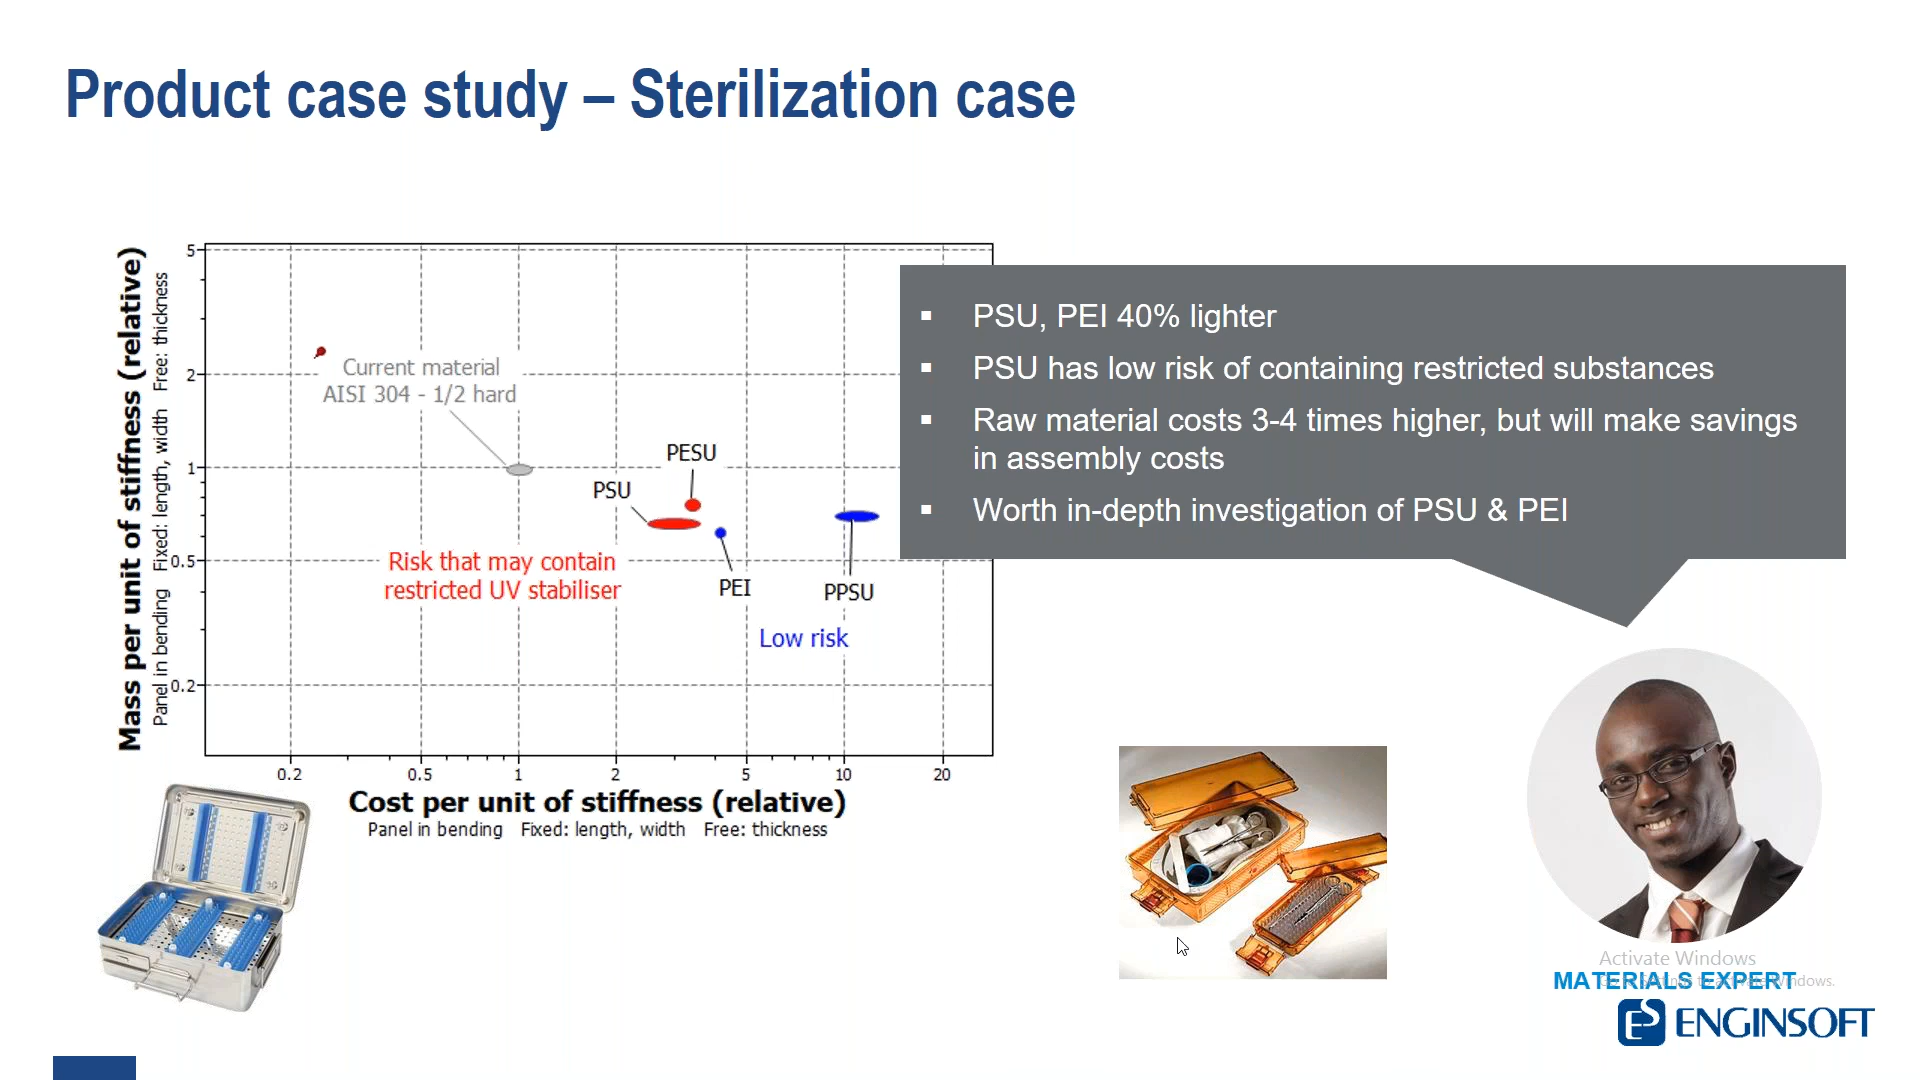 Product case study – Sterilization case
Mass per unit of stiffness (relative)
Panel in bending Fixed: length, width Free: thickness
5
2
1
0.5
0.2
Current material
AISI 304 - 1/2 hard
PESU
PSU
Risk that may contain
restricted UV stabiliser
PEI
PPSU
Low risk
0.2 0.5 1 2 5 10 20
Cost per unit of stiffness (relative)
Panel in bending Fixed: length, width Free: thickness
▪ PSU, PEI 40% lighter
▪ PSU has low risk of containing restricted substances
▪ Raw material costs 3-4 times higher, but will make savings
in assembly costs
▪ Worth in-depth investigation of PSU & PEI
Activate Windows
MATERIALS EXPERT
Windows.
ES ENGINSOFT